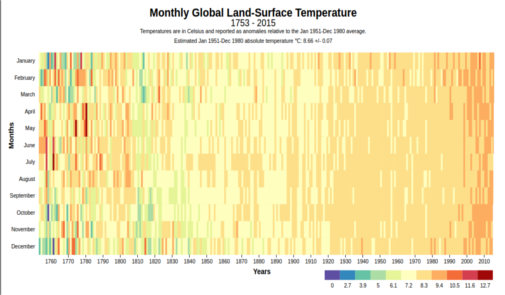 Monthly Global Land-Surface Temperature
1753 - 2015
Temperatures are in Celsius and reported as anomalies relative to the Jan 1951-Dec 1980 average.
Estimated Jan 1951-Dec 1980 absolute temperature °C: 8.66 +/- 0.07
Months
January
February
March
April
May
June
July
August
September
October
November
December
1760 1770 1780 1790 1800 1810 1820 1830 1840 1850 1860 1870 1880 1890 1900 1910 1920 1930 1940 1950 1960 1970 1980 1990 2000 2010
Years
0 2.7 3.9 5 6.1 7.2 8.3 9.4 10.5 11.6 12.7